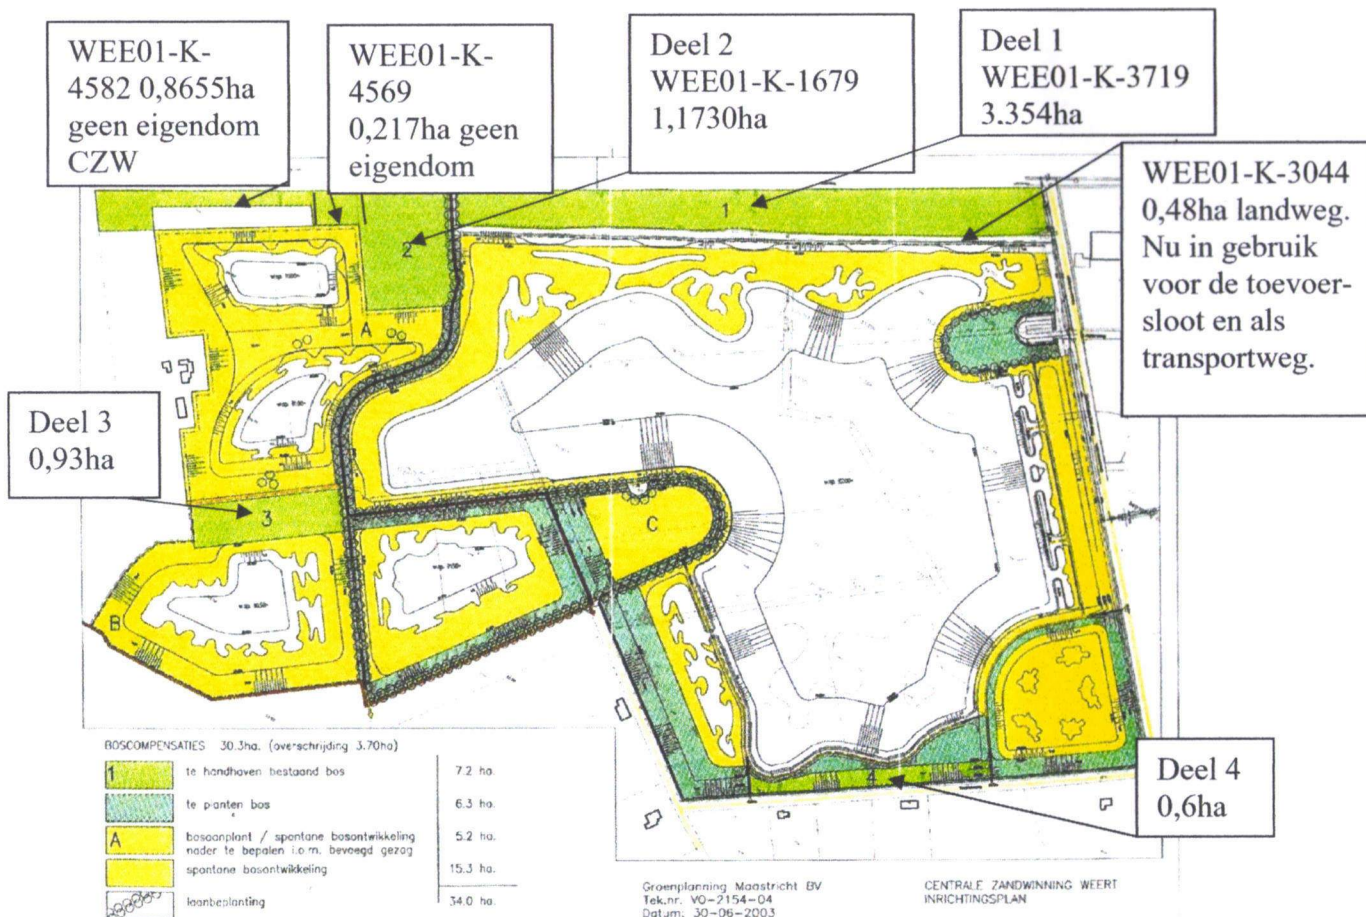 WEE01-K-
4582 0,8655ha
geen eigendom
CZW
WEE01-K-
4569
0,217ha geen
eigendom
Deel 2
WEE01-K-1679
1,1730ha
Deel 1
WEE01-K-3719
3.354ha
WEE01-K-3044
0,48ha landweg.
Nu in gebruik
voor de toevoer-
sloot en als
transportweg.
1
2
A
Deel 3
0,93ha
3
C
B
4
Deel 4
0,6ha
BOSCOMPENSATIES 30.3ha. (overschrijding 3.70ha)
1 te handhaven bestaand bos 7.2 ha.
te planten bos 6.3 ha.
A bosaanplant / spontane bosontwikkeling 5.2 ha.
nader te bepalen i.o.m. bevoegd gezag
spontane bosontwikkeling 15.3 ha.
laanbeplanting 34.0 ha.
Groenplanning Maastricht BV
Tek.nr. VO-2154-04
Datum: 30-06-2003
CENTRALE ZANDWINNING WEERT
INRICHTINGSPLAN